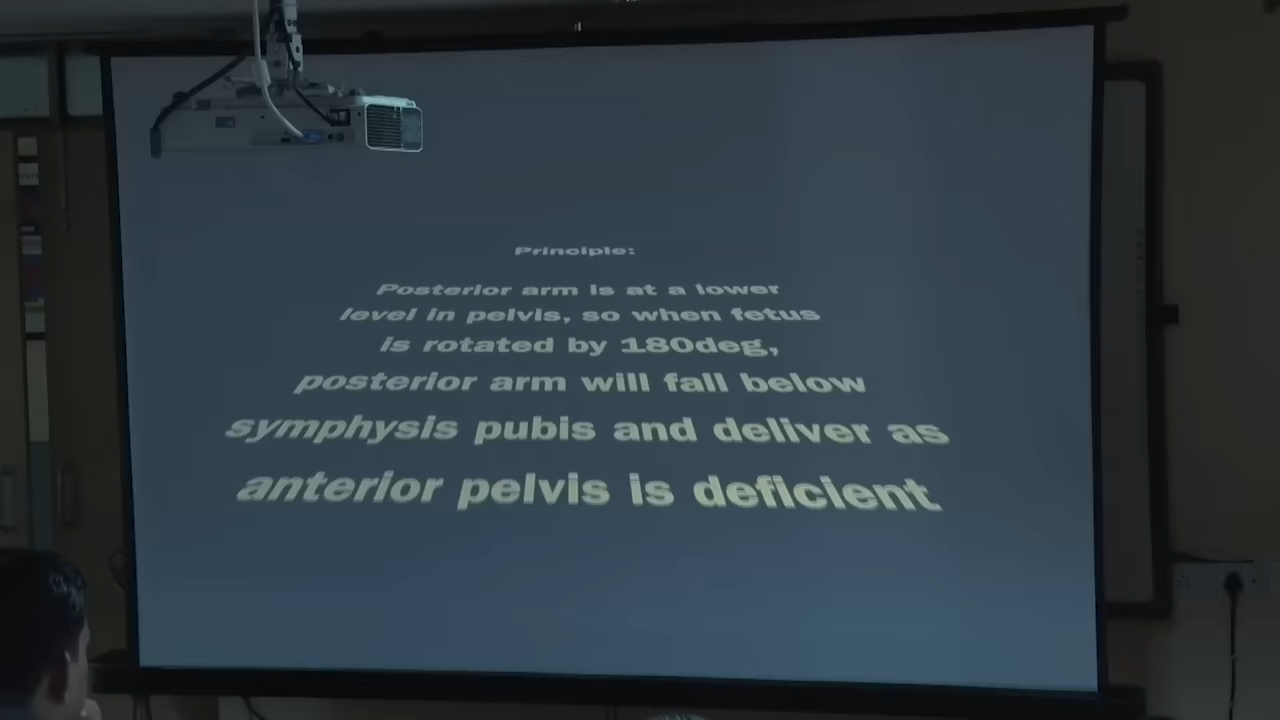 Principle:
Posterior arm is at a lower
level in pelvis, so when fetus
is rotated by 180deg,
posterior arm will fall below
symphysis pubis and deliver as
anterior pelvis is deficient